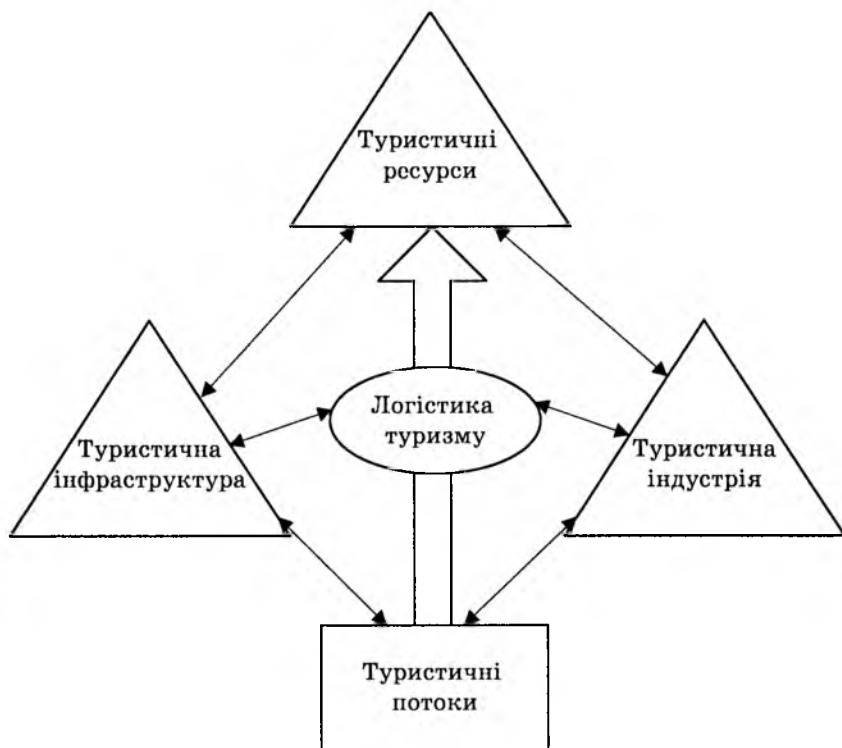 Туристичні
ресурси
Логістика
туризму
Туристична
інфраструктура
Туристична
індустрія
Туристичні
потоки